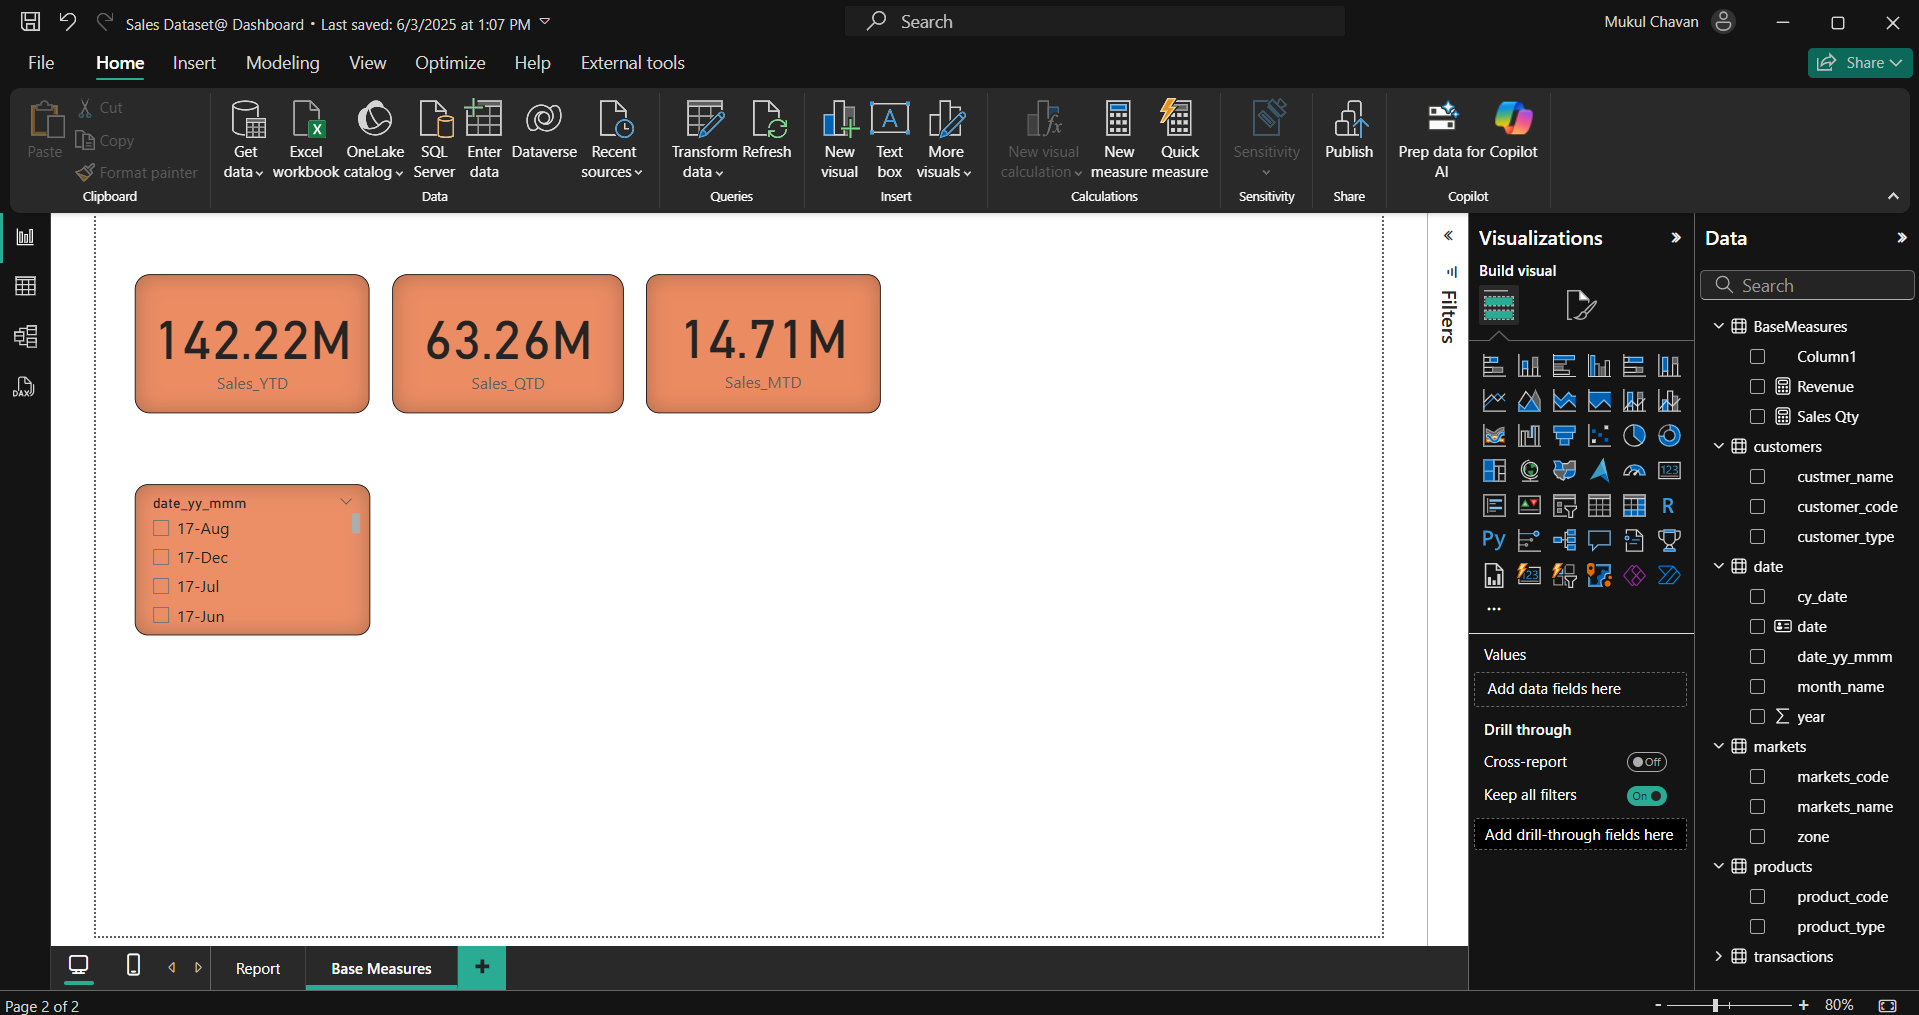 Sales Dataset@ Dashboard • Last saved: 6/3/2025 at 1:07 PM
Search
Mukul Chavan
File
Home
Insert
Modeling
View
Optimize
Help
External tools
Share
Paste
Cut
Copy
Format painter
Clipboard
Get data
Excel workbook
OneLake catalog
SQL Server
Enter data
Dataverse
Recent sources
Data
Transform data
Refresh
Queries
New visual
Text box
More visuals
Insert
New visual calculation
New measure
Quick measure
Calculations
Sensitivity
Sensitivity
Publish
Share
Prep data for AI
Copilot
Copilot
DAX
142.22M
Sales_YTD
63.26M
Sales_QTD
14.71M
Sales_MTD
date_yy_mmm
17-Aug
17-Dec
17-Jul
17-Jun
Filters
Visualizations
Build visual
123
R
Py
123
...
Values
Add data fields here
Drill through
Cross-report
Off
Keep all filters
On
Add drill-through fields here
Data
Search
BaseMeasures
Column1
Revenue
Sales Qty
customers
custmer_name
customer_code
customer_type
date
cy_date
date
date_yy_mmm
month_name
year
markets
markets_code
markets_name
zone
products
product_code
product_type
transactions
Report
Base Measures
+
Page 2 of 2
- + 80%